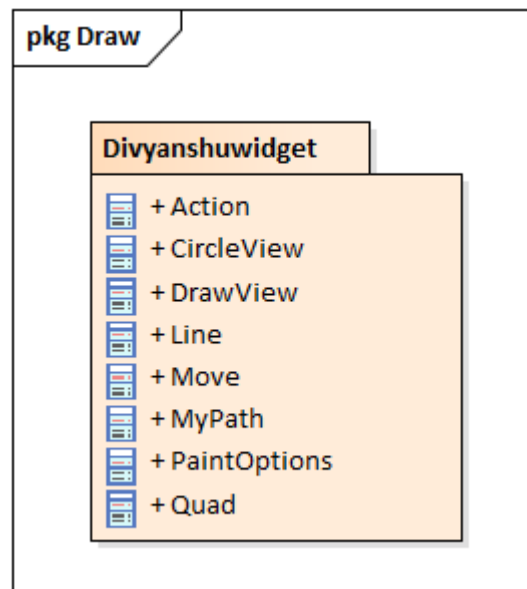 pkg Draw
Divyanshuwidget
+ Action
+ CircleView
+ DrawView
+ Line
+ Move
+ MyPath
+ PaintOptions
+ Quad